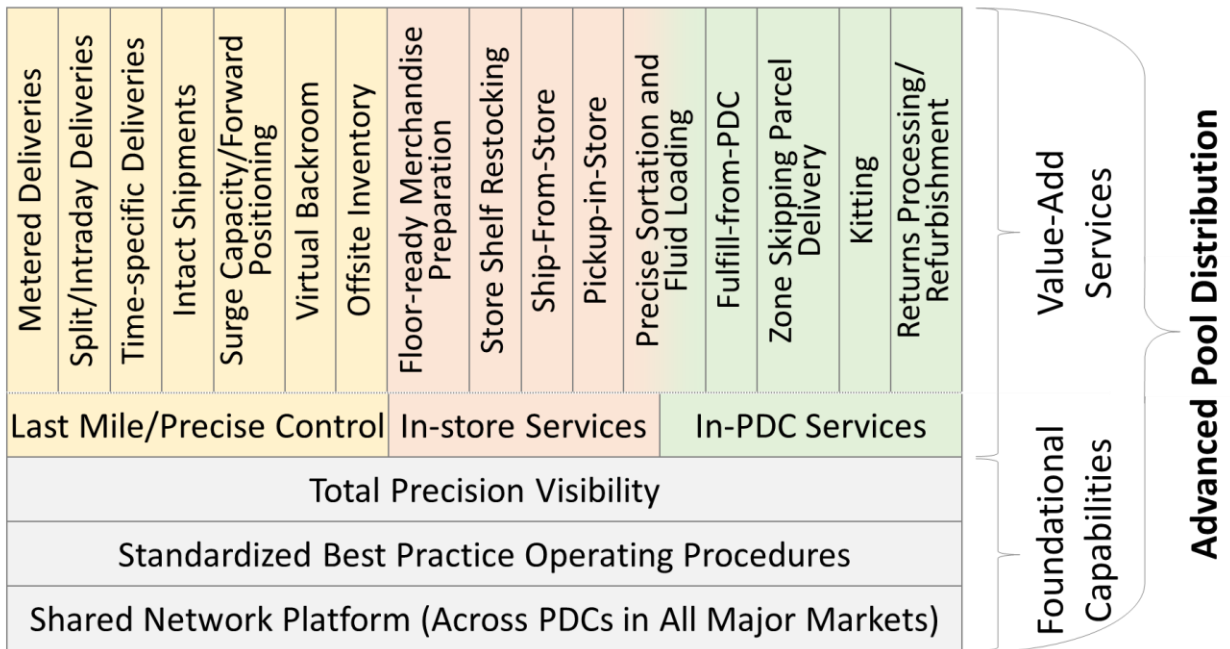 Metered Deliveries
Split/Intraday Deliveries
Time-specific Deliveries
Intact Shipments
Surge Capacity/Forward
Positioning
Virtual Backroom
Offsite Inventory
Floor-ready Merchandise
Preparation
Store Shelf Restocking
Ship-From-Store
Pickup-in-Store
Precise Sortation and
Fluid Loading
Fulfill-from-PDC
Zone Skipping Parcel
Delivery
Kitting
Returns Processing/
Refurbishment
Last Mile/Precise Control
In-store Services
In-PDC Services
Total Precision Visibility
Standardized Best Practice Operating Procedures
Shared Network Platform (Across PDCs in All Major Markets)
Value-Add
Services
Foundational
Capabilities
Advanced Pool Distribution